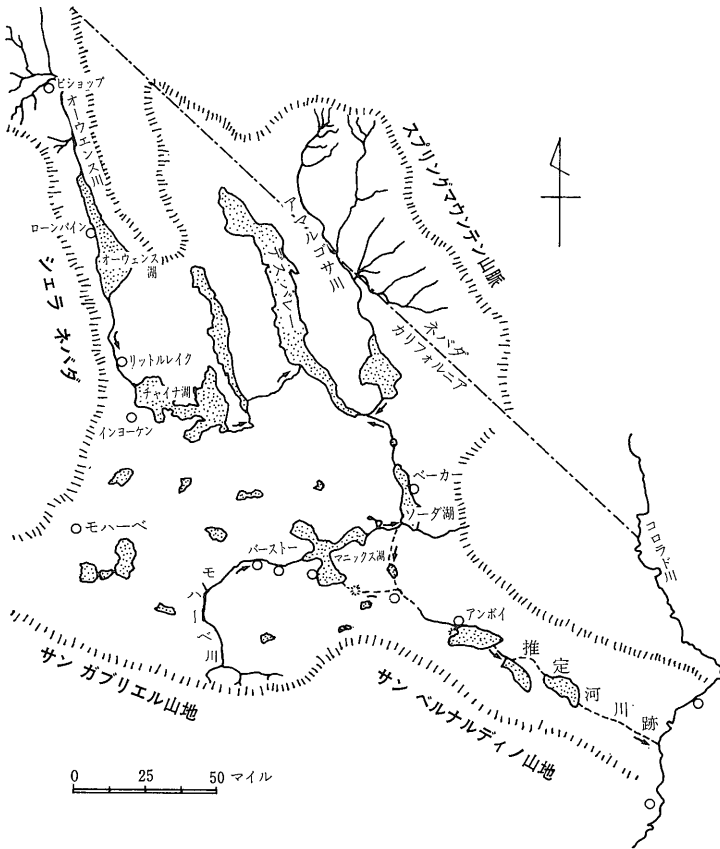 ビショップ
オーウェンス川
ローンパイン
オーウェンス
湖
シェラ ネバダ
リットルレイク
チャイナ湖
インヨーケン
デスバレー
アマルゴサ川
スプリングマウンテン山脈
ネバダ
カリフォルニア
ベーカー
ソーダ湖
モハーベ
バーストー
マニックス湖
モハーベ川
アンボイ
コロラド川
推定河川跡
サン ガブリエル山地
サン ベルナルディノ山地
0 25 50 マイル